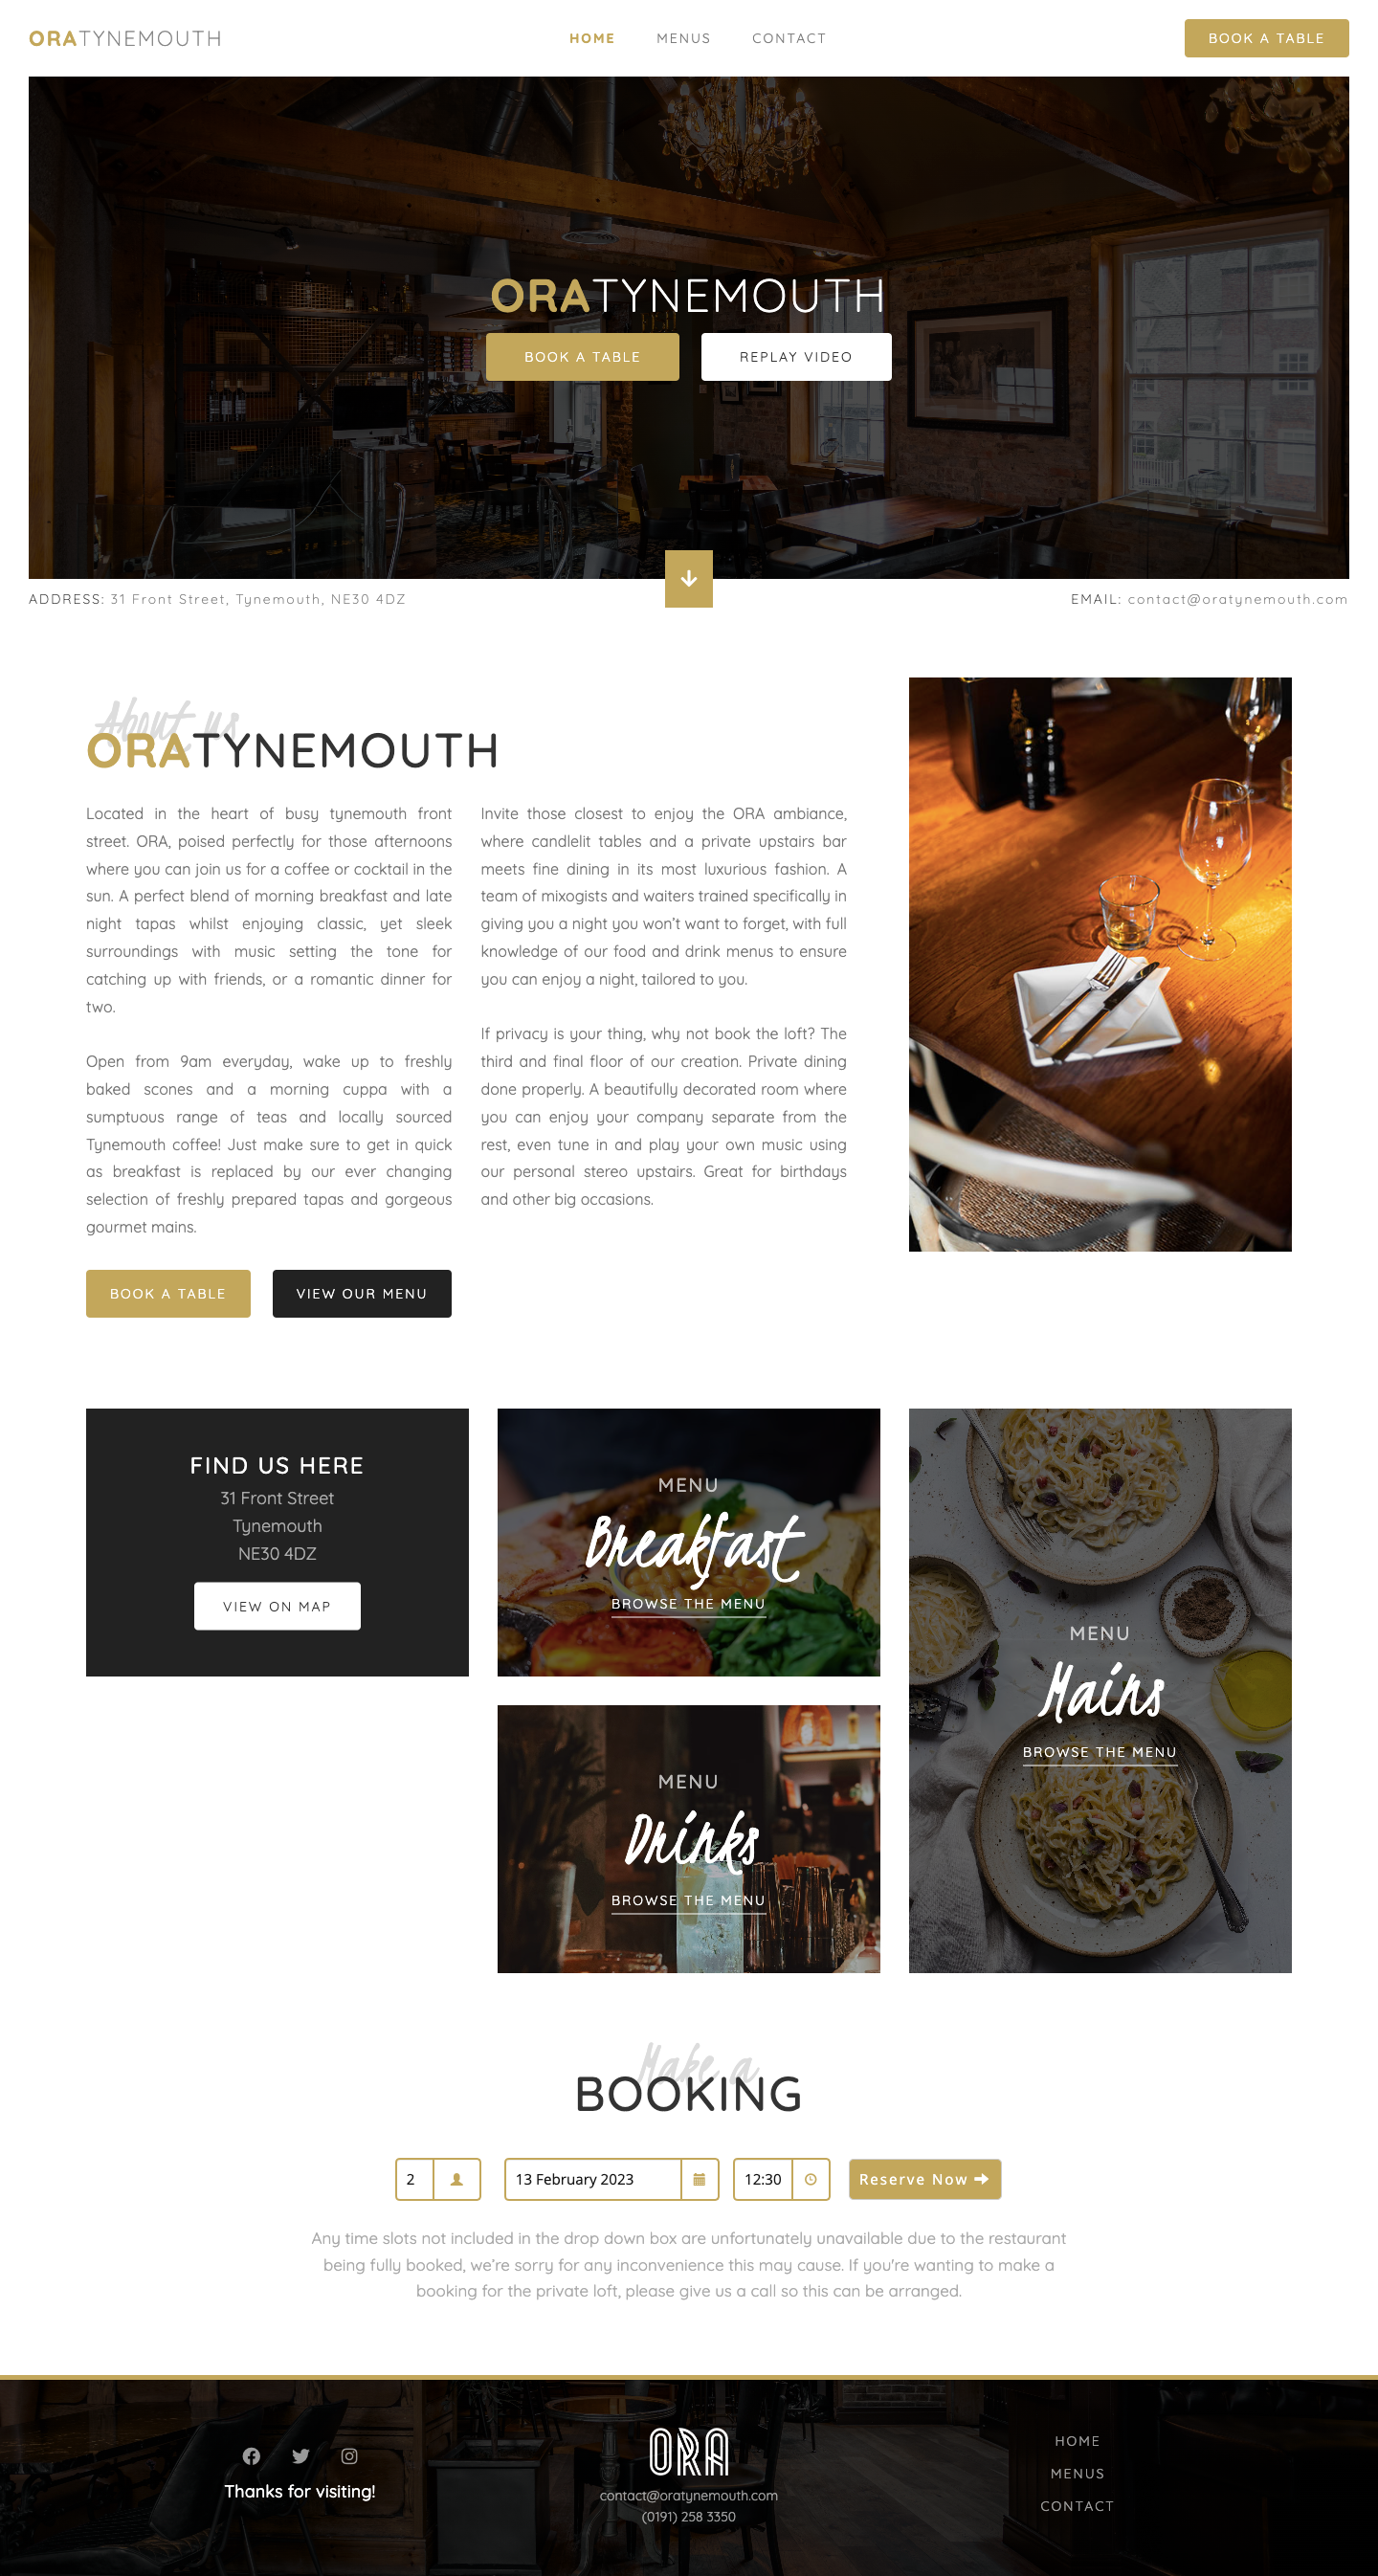 ORATYNEMOUTH
HOME MENUS CONTACT
BOOK A TABLE
ORATYNEMOUTH
BOOK A TABLE REPLAY VIDEO
ADDRESS: 31 Front Street, Tynemouth, NE30 4DZ
EMAIL: contact@oratynemouth.com
About us
ORATYNEMOUTH
Located in the heart of busy tynemouth front
street. ORA, poised perfectly for those afternoons
where you can join us for a coffee or cocktail in the
sun. A perfect blend of morning breakfast and late
night tapas whilst enjoying classic, yet sleek
surroundings with music setting the tone for
catching up with friends, or a romantic dinner for
two.
Open from 9am everyday, wake up to freshly
baked scones and a morning cuppa with a
sumptuous range of teas and locally sourced
Tynemouth coffee! Just make sure to get in quick
as breakfast is replaced by our ever changing
selection of freshly prepared tapas and gorgeous
gourmet mains.
Invite those closest to enjoy the ORA ambiance,
where candlelit tables and a private upstairs bar
meets fine dining in its most luxurious fashion. A
team of mixogists and waiters trained specifically in
giving you a night you won’t want to forget, with full
knowledge of our food and drink menus to ensure
you can enjoy a night, tailored to you.
If privacy is your thing, why not book the loft? The
third and final floor of our creation. Private dining
done properly. A beautifully decorated room where
you can enjoy your company separate from the
rest, even tune in and play your own music using
our personal stereo upstairs. Great for birthdays
and other big occasions.
BOOK A TABLE VIEW OUR MENU
FIND US HERE
31 Front Street
Tynemouth
NE30 4DZ
VIEW ON MAP
MENU
Breakfast
BROWSE THE MENU
MENU
Drinks
BROWSE THE MENU
MENU
Mains
BROWSE THE MENU
Make a
BOOKING
2 13 February 2023 12:30 Reserve Now
Any time slots not included in the drop down box are unfortunately unavailable due to the restaurant
being fully booked, we’re sorry for any inconvenience this may cause. If you're wanting to make a
booking for the private loft, please give us a call so this can be arranged.
Thanks for visiting!
ORA
contact@oratynemouth.com
(0191) 258 3350
HOME
MENUS
CONTACT